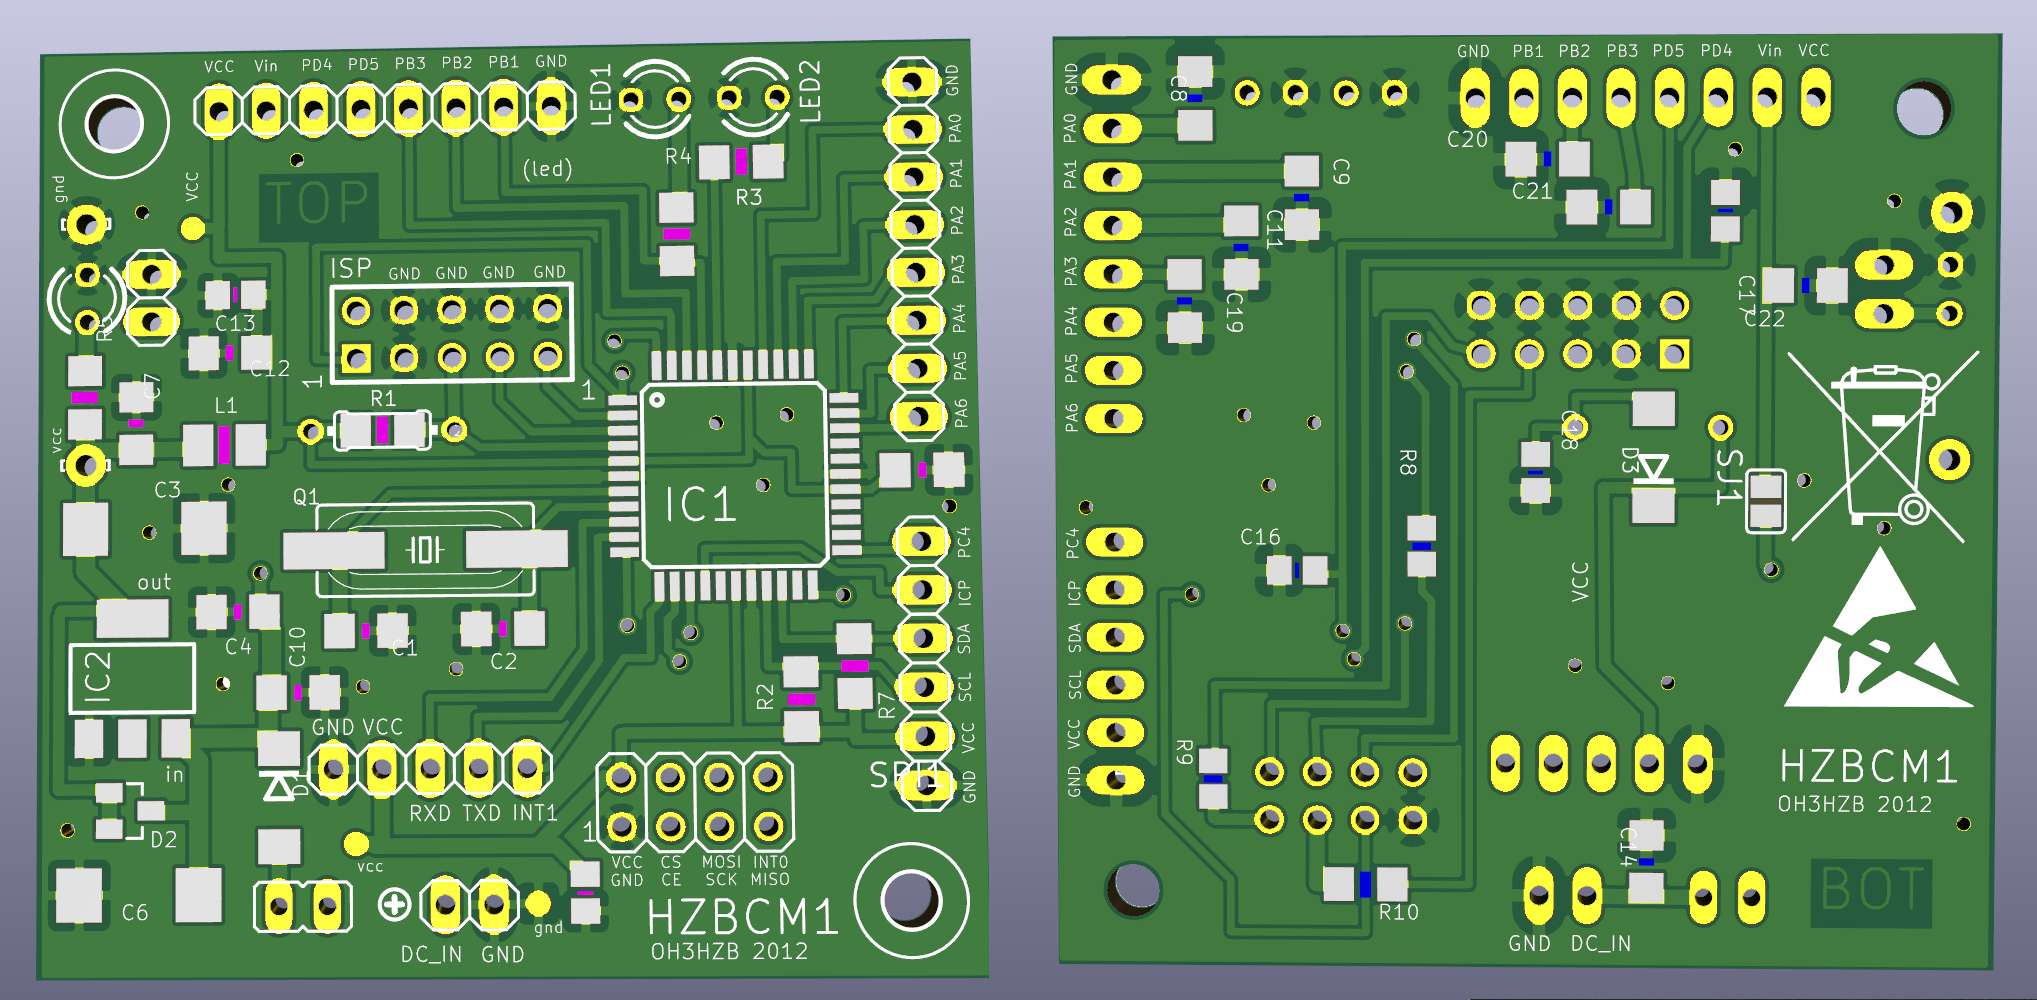 VCC Vin PD4 PD5 PB3 PB2 PB1 GND
LED1
LED2
GND
PA0
PA1
PA2
PA3
PA4
PA5
PA6
gnd
VCC
TOP
(led)
R4
R3
ISP
GND GND GND GND
C13
C12
1
1
C7
L1
R1
vcc
C3
Q1
IC1
out
C4
C10
C1
C2
IC2
in
D1
D2
C6
GND VCC
RXD TXD INT1
R2
R7
PC4
ICP
SDA
SCL
VCC
GND
SPI1
1
VCC CS MOSI INT0
GND CE SCK MISO
vcc
gnd
DC_IN GND
HZBCM1
OH3HZB 2012
GND PB1 PB2 PB3 PD5 PD4 Vin VCC
GND
PA0
PA1
PA2
PA3
PA4
PA5
PA6
C8
C9
C11
C19
C20
C21
C17
C22
C18
R8
D3
SJ1
C16
VCC
PC4
ICP
SDA
SCL
VCC
GND
R9
R10
C14
HZBCM1
OH3HZB 2012
BOT
GND DC_IN